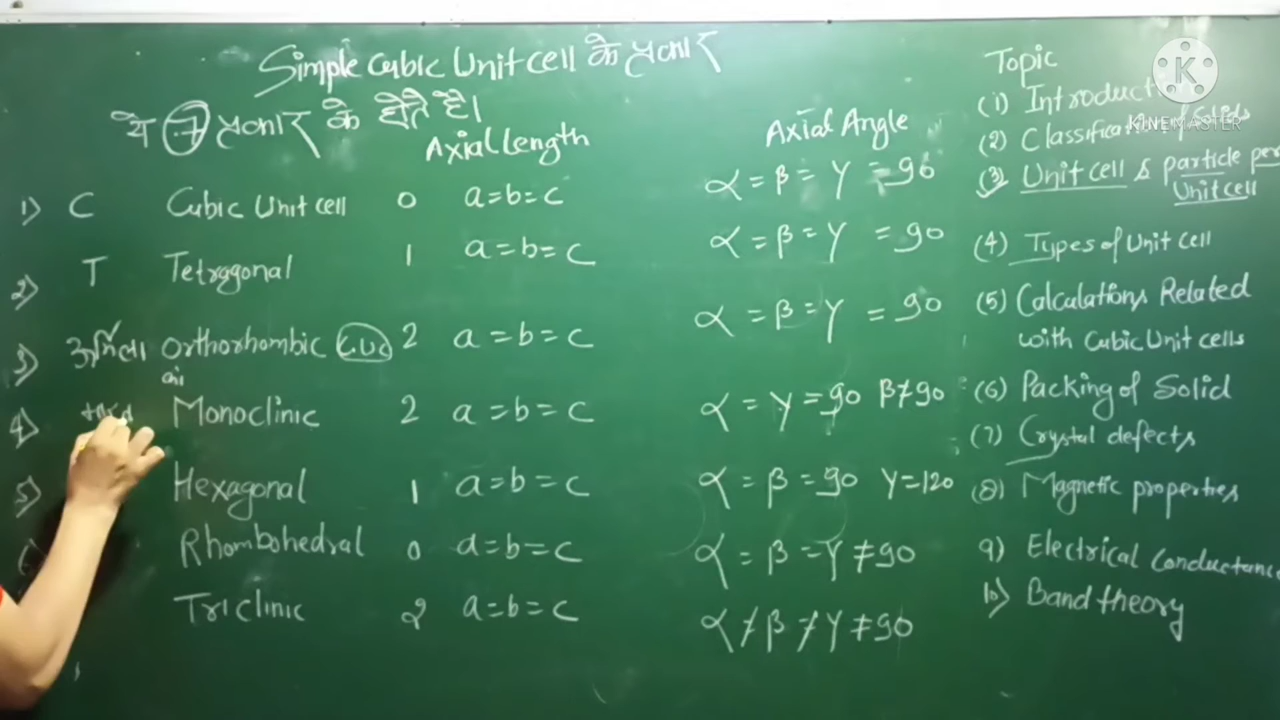 Simple Cubic Unit cell के प्रकार
ये 7 प्रकार के होते है।
Axial Length
Axial Angle
1) C Cubic Unit cell 0 a=b=c α = β = γ = 90
2) T Tetragonal 1 a=b=c α = β = γ = 90
3) Orthorhombic 2 a=b=c α = β = γ = 90
4) Monoclinic 2 a=b=c α = γ = 90 β≠90
5) Hexagonal 1 a=b=c α = β = 90 γ=120
Rhombohedral 0 a=b=c α = β = γ ≠ 90
Triclinic 2 a=b=c α ≠ β ≠ γ ≠ 90
Topic
(1)
(2) Solids
(3) Unit cell & particle per
Unit cell
(4) Types of Unit Cell
(5) Calculations Related
with Cubic Unit cells
(6) Packing of Solid
(7) Crystal defects
(8) Magnetic properties
9) Electrical Conductance
10) Band theory
KINEMASTER